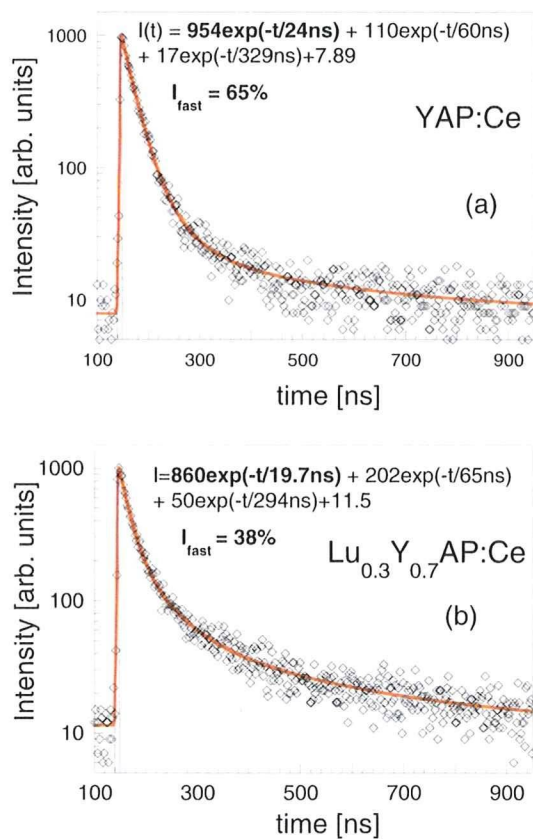 I(t) = 954exp(-t/24ns) + 110exp(-t/60ns)
+ 17exp(-t/329ns)+7.89
I_fast = 65%
YAP:Ce
(a)
Intensity [arb. units]
1000
100
10
100 300 500 700 900
time [ns]
I=860exp(-t/19.7ns) + 202exp(-t/65ns)
+ 50exp(-t/294ns)+11.5
I_fast = 38%
Lu0.3Y0.7AP:Ce
(b)
Intensity [arb. units]
1000
100
10
100 300 500 700 900
time [ns]